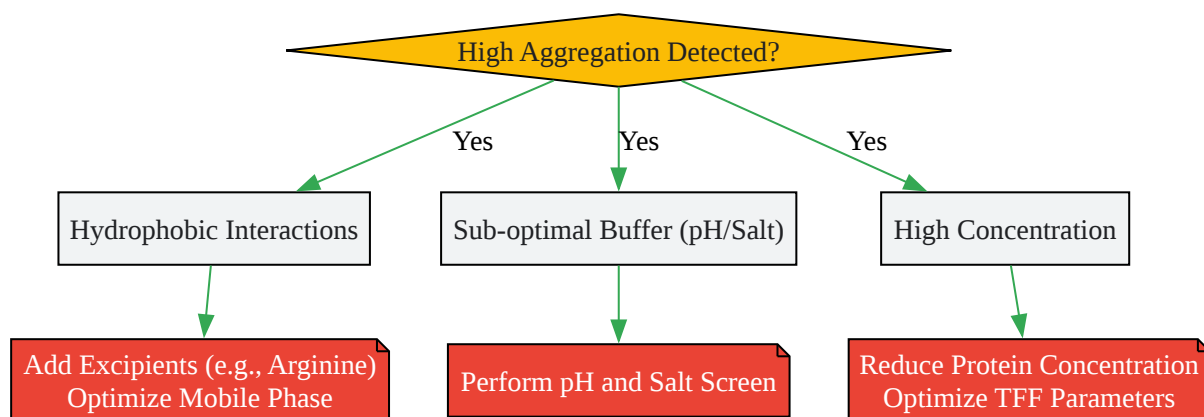 High Aggregation Detected?
Yes
Yes
Yes
Hydrophobic Interactions
Sub-optimal Buffer (pH/Salt)
High Concentration
Add Excipients (e.g., Arginine)
Optimize Mobile Phase
Perform pH and Salt Screen
Reduce Protein Concentration
Optimize TFF Parameters